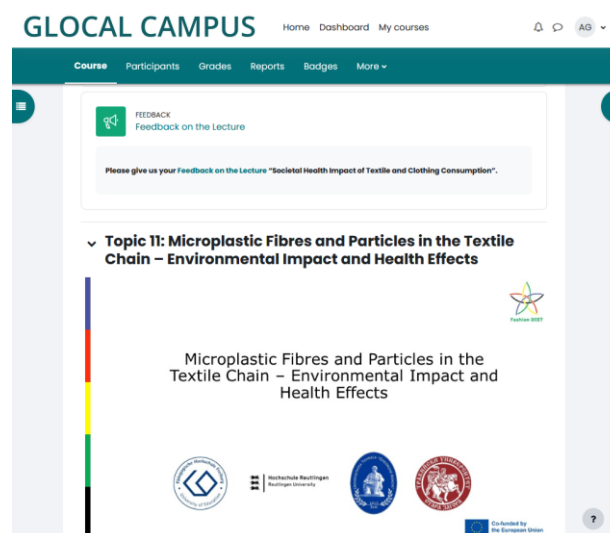 GLOCAL CAMPUS
Home Dashboard My courses
AG
Course Participants Grades Reports Badges More
FEEDBACK
Feedback on the Lecture
Please give us your Feedback on the Lecture "Societal Health Impact of Textile and Clothing Consumption".
Topic 11: Microplastic Fibres and Particles in the Textile
Chain – Environmental Impact and Health Effects
Fashion DIET
Microplastic Fibres and Particles in the
Textile Chain – Environmental Impact and
Health Effects
Hochschule Reutlingen
Reutlingen University
Co-funded by
the European Union
?